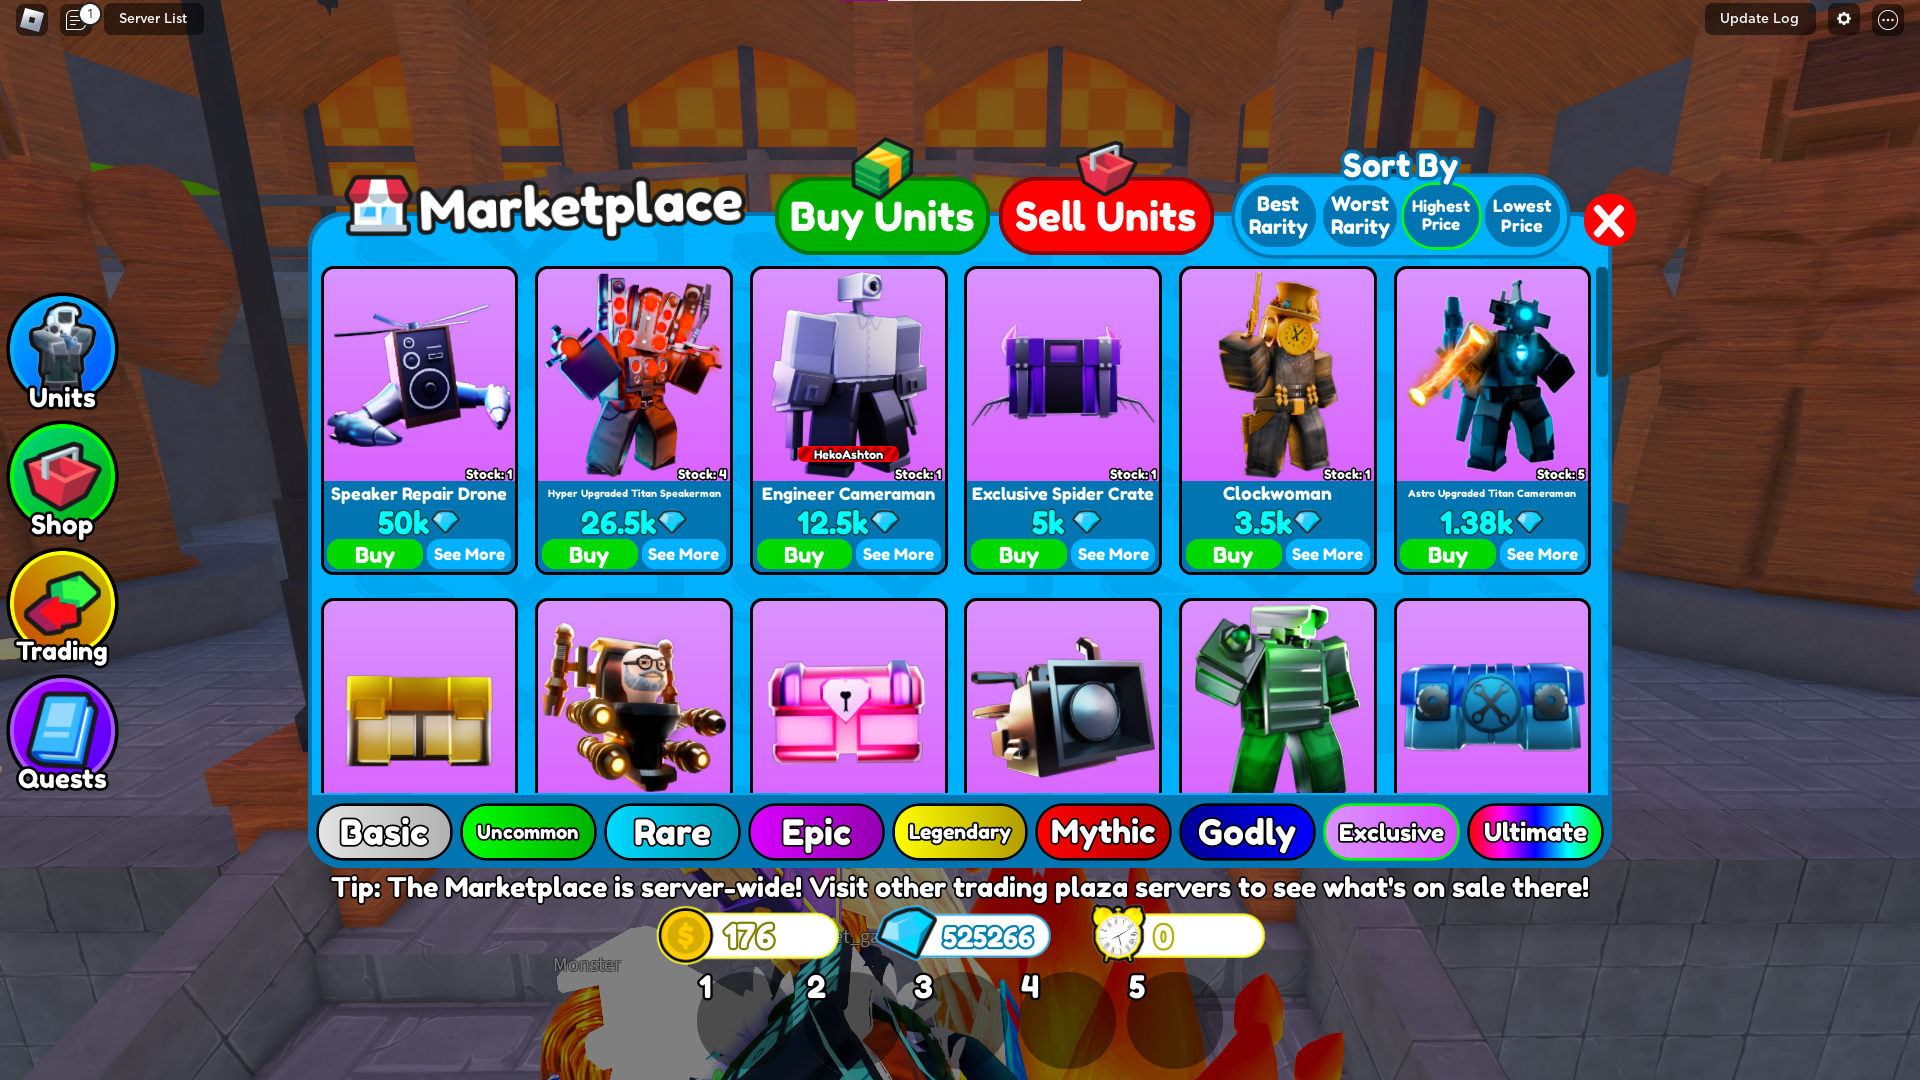 1
Server List
Update Log
Marketplace
Buy Units
Sell Units
Sort By
Best Rarity
Worst Rarity
Highest Price
Lowest Price
Units
Shop
Trading
Quests
Stock: 1
Speaker Repair Drone
50k
Buy
See More
Stock: 4
Hyper Upgraded Titan Speakerman
26.5k
Buy
See More
HekoAshton
Stock: 1
Engineer Cameraman
12.5k
Buy
See More
Stock: 1
Exclusive Spider Crate
5k
Buy
See More
Stock: 1
Clockwoman
3.5k
Buy
See More
Stock: 5
Astro Upgraded Titan Cameraman
1.38k
Buy
See More
Basic
Uncommon
Rare
Epic
Legendary
Mythic
Godly
Exclusive
Ultimate
Tip: The Marketplace is server-wide! Visit other trading plaza servers to see what's on sale there!
176
525266
0
Monster
1
2
3
4
5